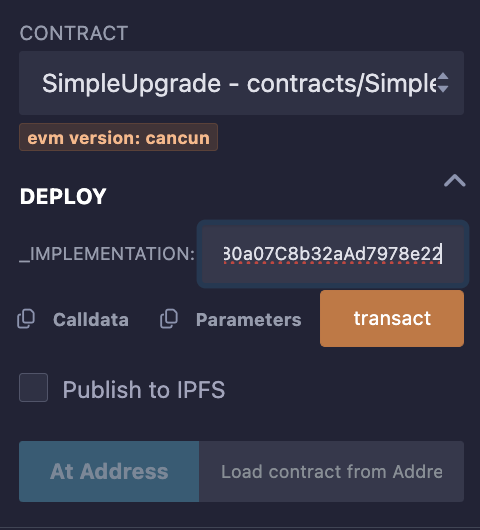 CONTRACT
SimpleUpgrade - contracts/Simple
evm version: cancun
DEPLOY
_IMPLEMENTATION: 30a07C8b32aAd7978e22
Calldata Parameters transact
Publish to IPFS
At Address Load contract from Addre